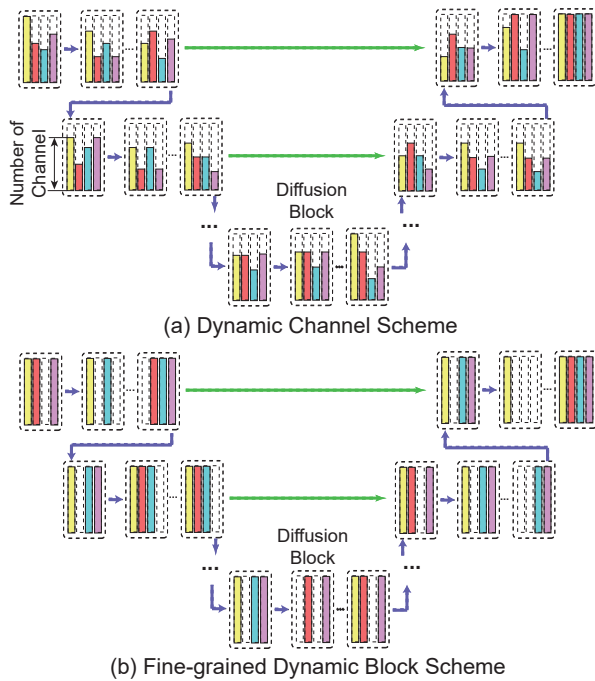 Number of
Channel
Diffusion
Block
(a) Dynamic Channel Scheme
Diffusion
Block
(b) Fine-grained Dynamic Block Scheme